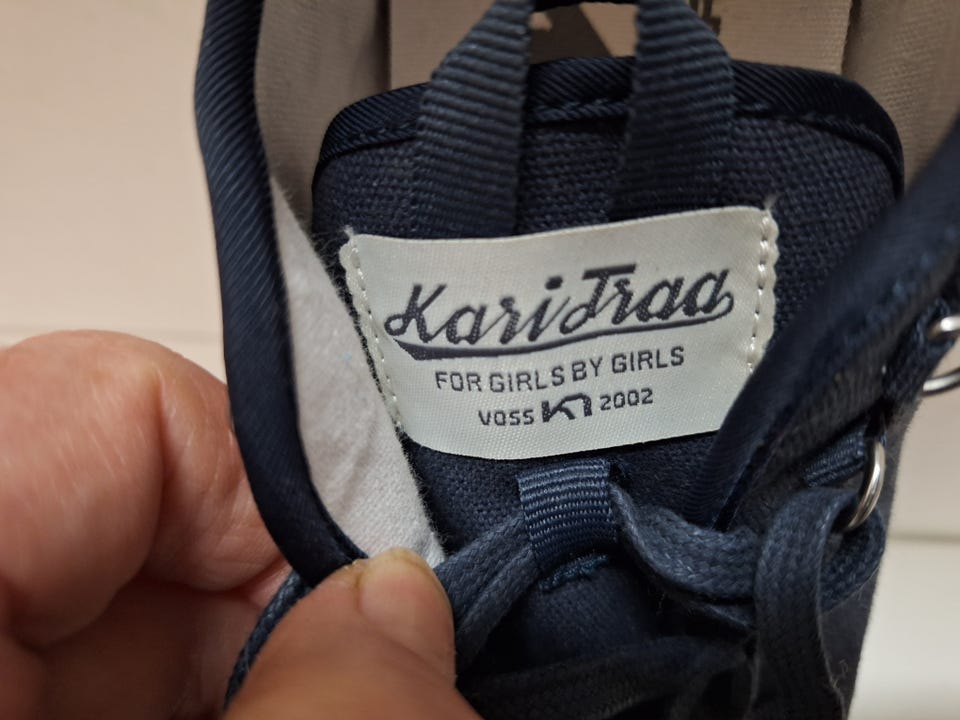 Kari Traa
FOR GIRLS BY GIRLS
VOSS KT 2002